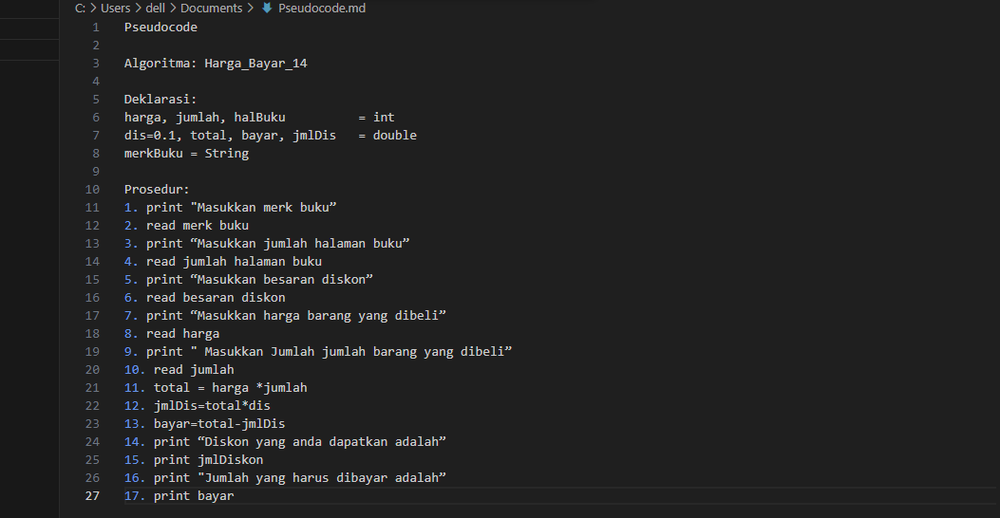 C: > Users > dell > Documents > Pseudocode.md
1 Pseudocode
2
3 Algoritma: Harga_Bayar_14
4
5 Deklarasi:
6 harga, jumlah, halBuku          = int
7 dis=0.1, total, bayar, jmlDis   = double
8 merkBuku = String
9
10 Prosedur:
11 1. print "Masukkan merk buku”
12 2. read merk buku
13 3. print “Masukkan jumlah halaman buku”
14 4. read jumlah halaman buku
15 5. print “Masukkan besaran diskon”
16 6. read besaran diskon
17 7. print “Masukkan harga barang yang dibeli”
18 8. read harga
19 9. print " Masukkan Jumlah jumlah barang yang dibeli”
20 10. read jumlah
21 11. total = harga *jumlah
22 12. jmlDis=total*dis
23 13. bayar=total-jmlDis
24 14. print “Diskon yang anda dapatkan adalah”
25 15. print jmlDiskon
26 16. print "Jumlah yang harus dibayar adalah”
27 17. print bayar